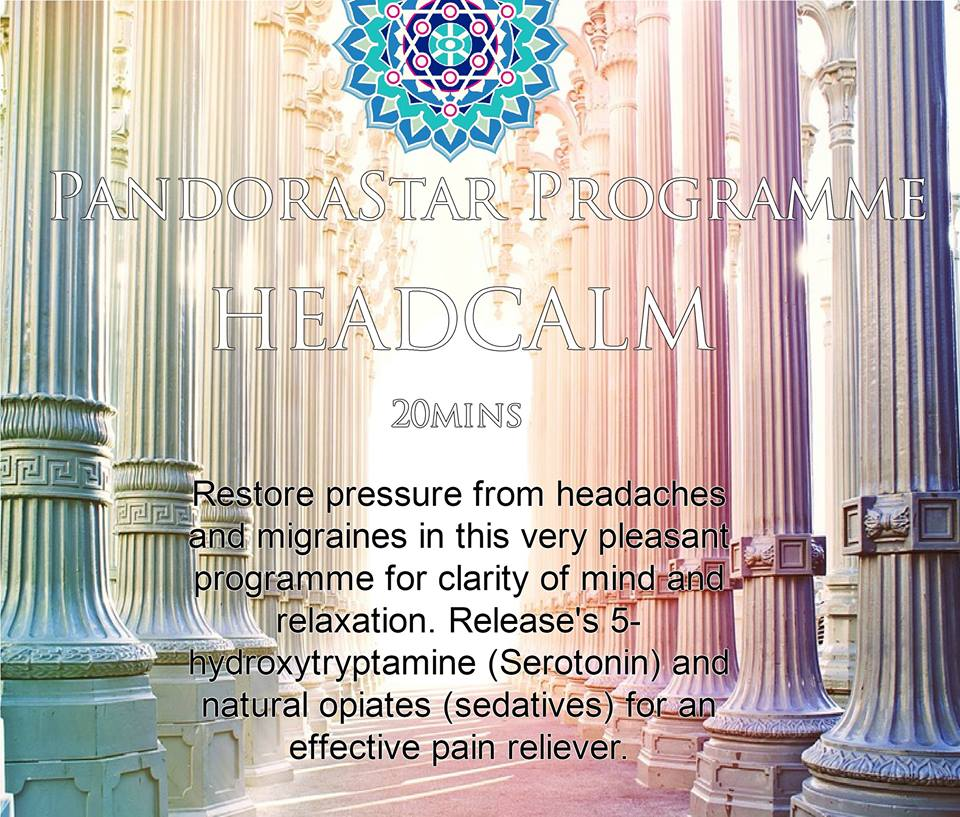 PandoraStar Programme
Headcalm
20mins
Restore pressure from headaches
and migraines in this very pleasant
programme for clarity of mind and
relaxation. Release's 5-
hydroxytryptamine (Serotonin) and
natural opiates (sedatives) for an
effective pain reliever.